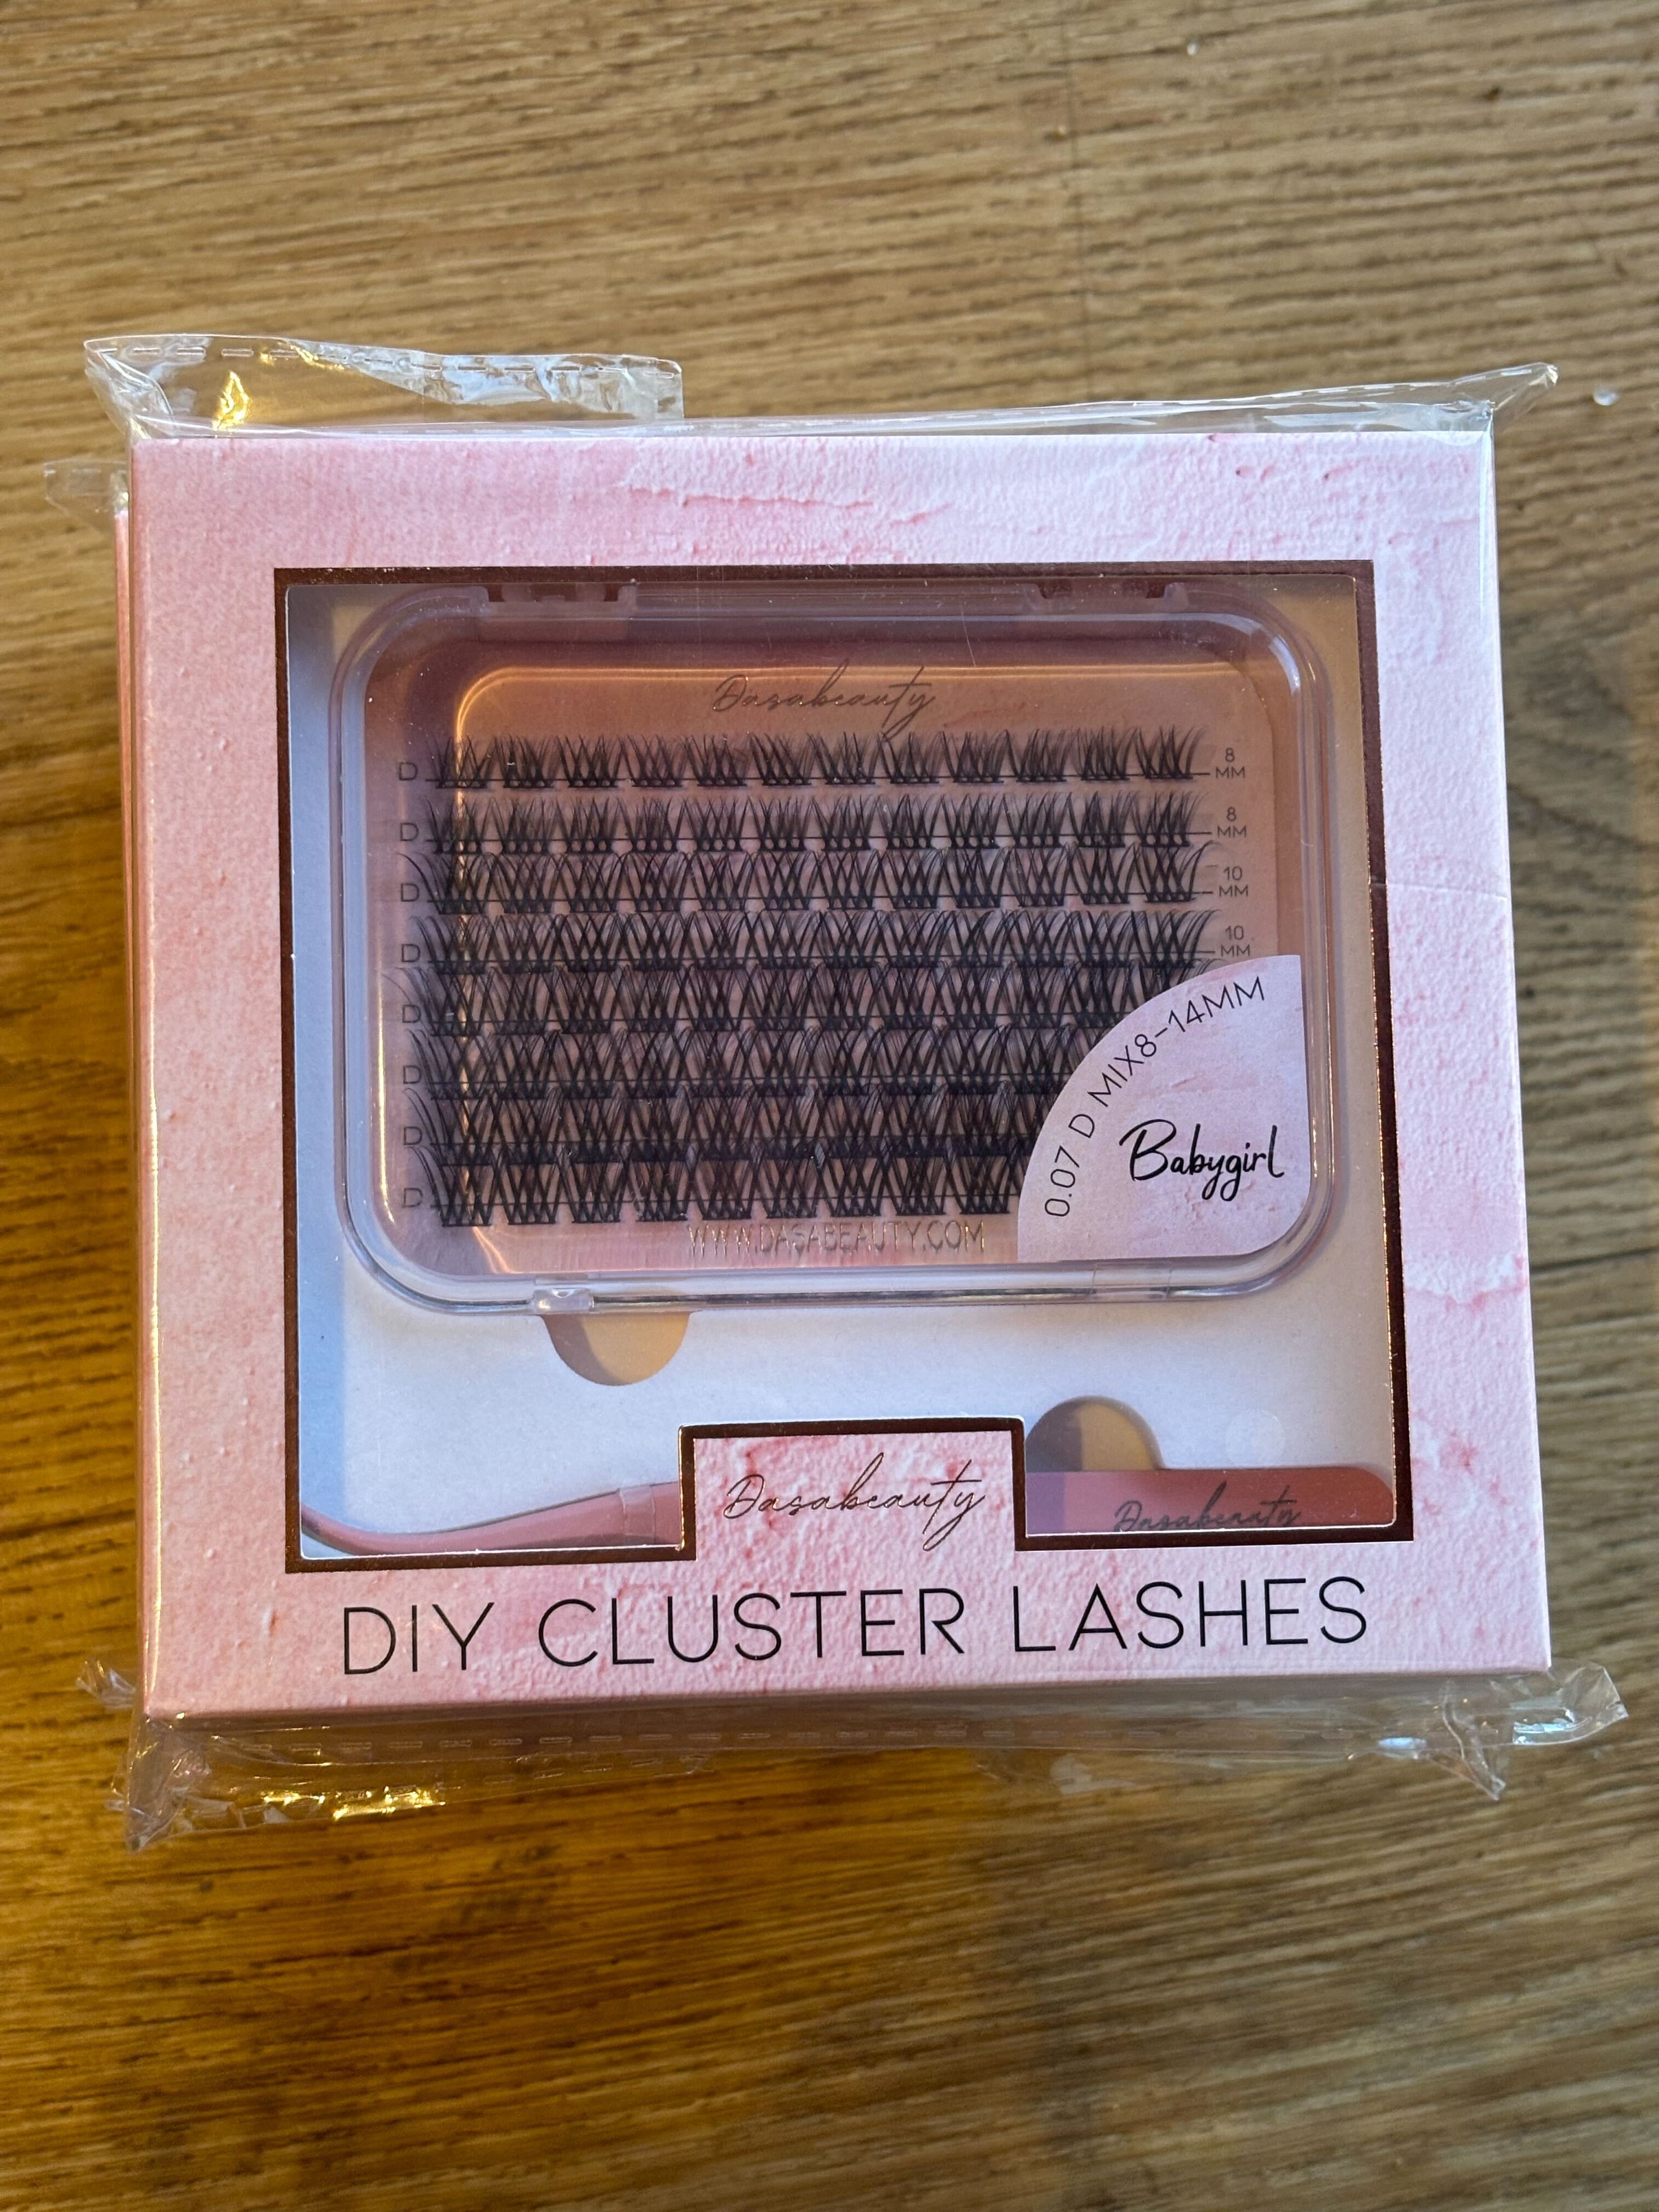 Dasabeauty
D 8 MM
D 8 MM
D 10 MM
D 10 MM
D
D
D
D
0.07 D MIX8-14MM
Babygirl
WWW.DASABEAUTY.COM
Dasabeauty
Dasabeauty
DIY CLUSTER LASHES